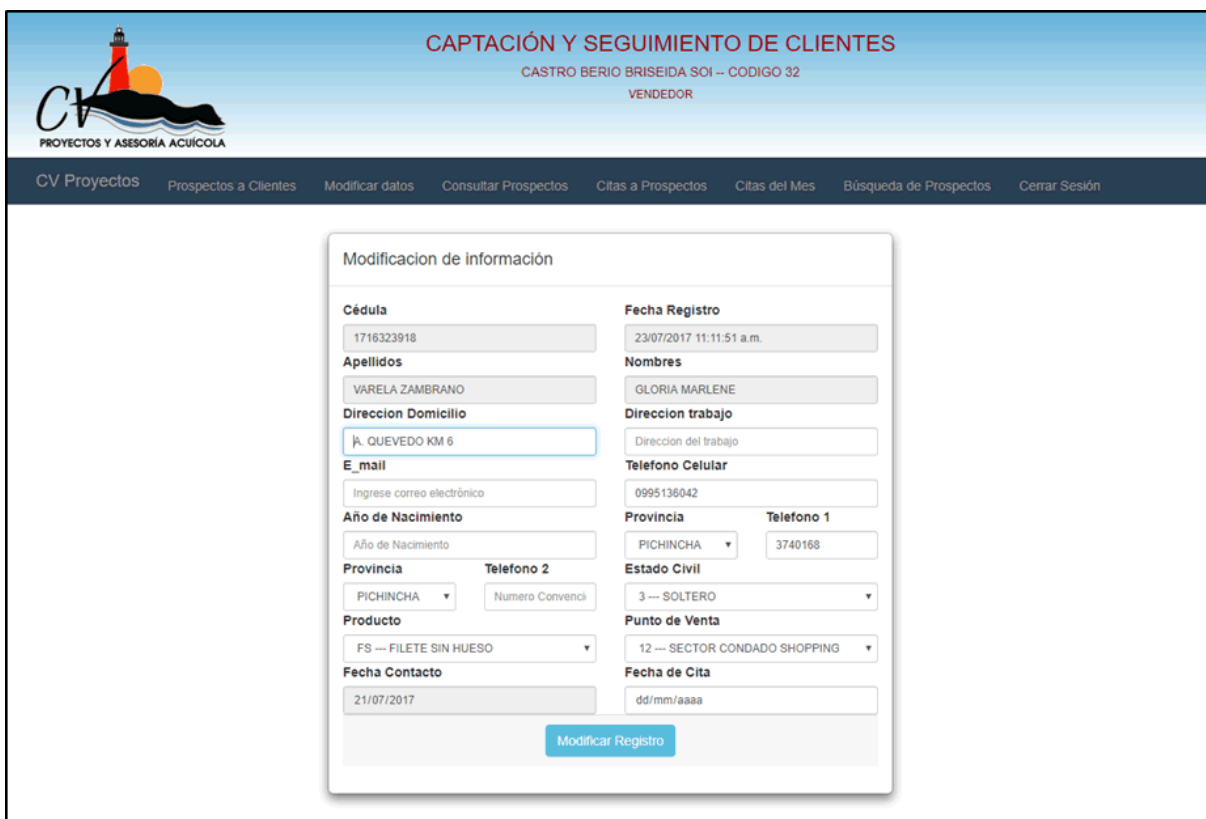 CAPTACIÓN Y SEGUIMIENTO DE CLIENTES
CASTRO BERIO BRISEIDA SOI -- CODIGO 32
VENDEDOR
CV
PROYECTOS Y ASESORÍA ACUÍCOLA
CV Proyectos Prospectos a Clientes Modificar datos Consultar Prospectos Citas a Prospectos Citas del Mes Búsqueda de Prospectos Cerrar Sesión
Modificacion de información
Cédula Fecha Registro
1716323918 23/07/2017 11:11:51 a.m.
Apellidos Nombres
VARELA ZAMBRANO GLORIA MARLENE
Direccion Domicilio Direccion trabajo
A. QUEVEDO KM 6 Direccion del trabajo
E_mail Telefono Celular
Ingrese correo electrónico 0995136042
Año de Nacimiento Provincia Telefono 1
Año de Nacimiento PICHINCHA 3740168
Provincia Telefono 2 Estado Civil
PICHINCHA Numero Convenci 3 --- SOLTERO
Producto Punto de Venta
FS --- FILETE SIN HUESO 12 --- SECTOR CONDADO SHOPPING
Fecha Contacto Fecha de Cita
21/07/2017 dd/mm/aaaa
Modificar Registro